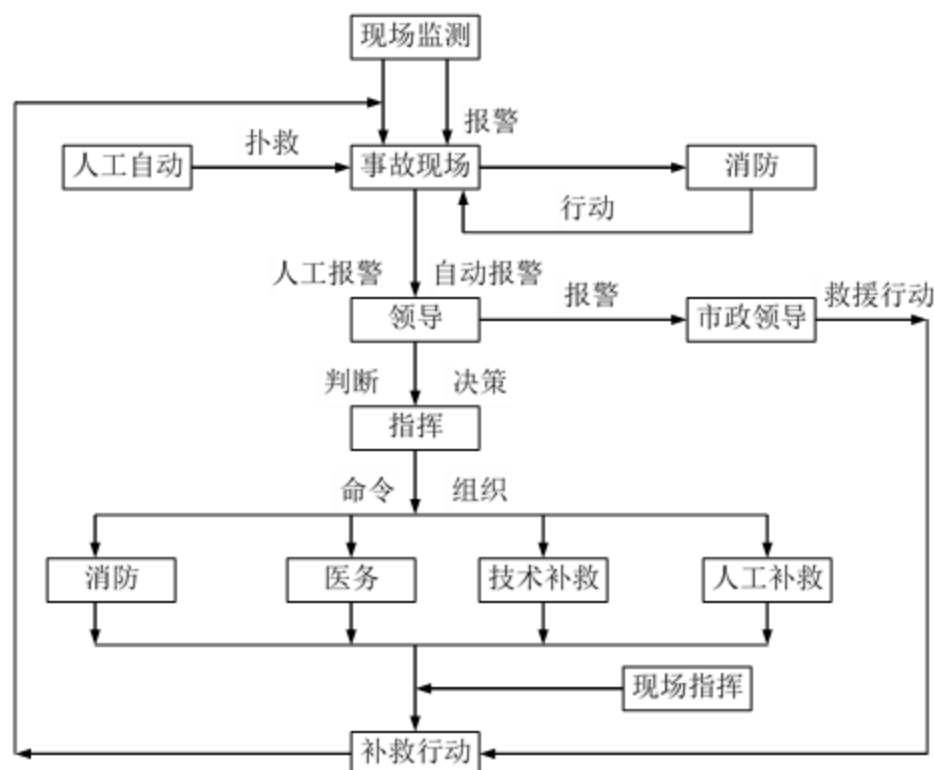 现场监测
报警
扑救
人工自动
事故现场
消防
行动
人工报警
自动报警
报警
救援行动
领导
市政领导
判断
决策
指挥
命令
组织
消防
医务
技术补救
人工补救
现场指挥
补救行动